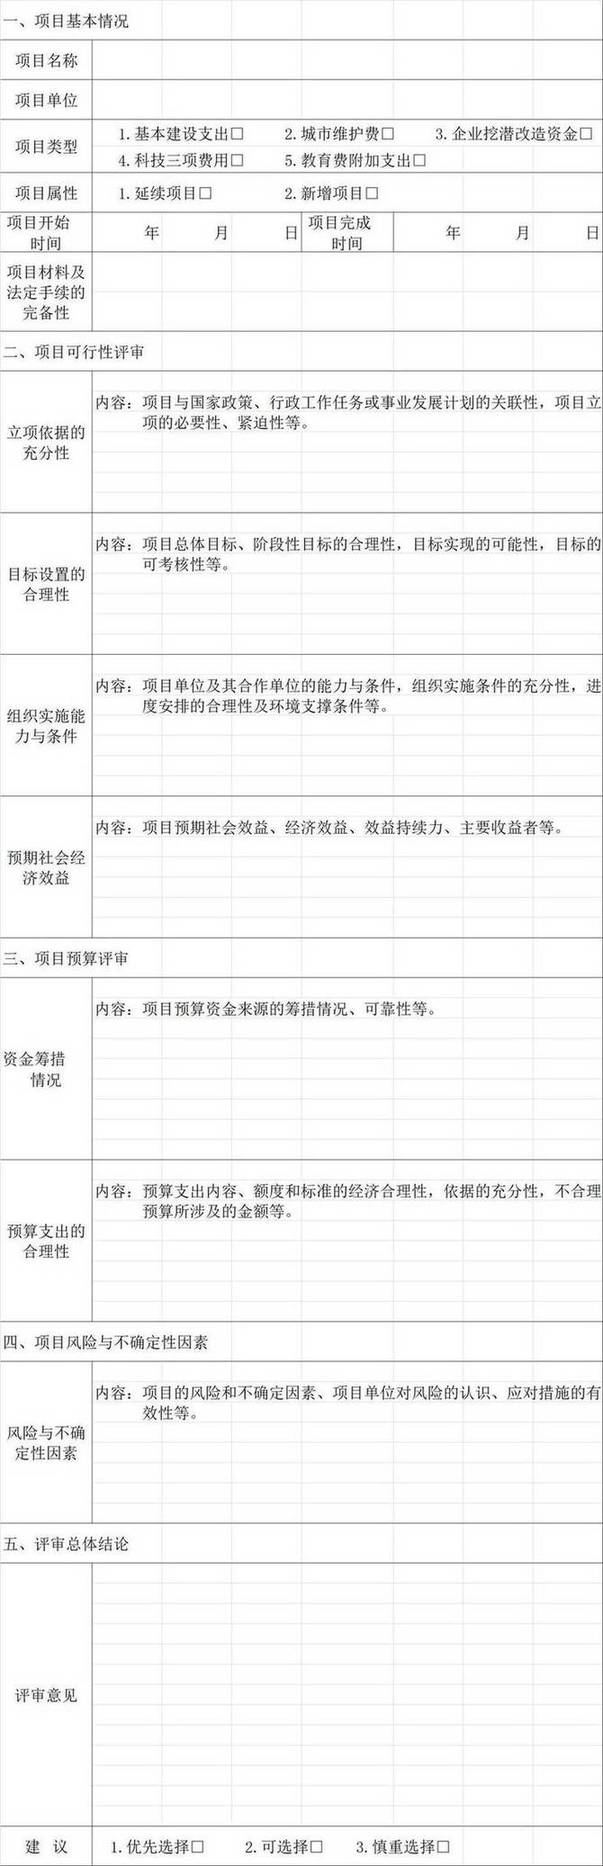 一、项目基本情况
项目名称
项目单位
项目类型
1.基本建设支出□ 2.城市维护费□ 3.企业挖潜改造资金□
4.科技三项费用□ 5.教育费附加支出□
项目属性 1.延续项目□ 2.新增项目□
项目开始
时间
年 月 日
项目完成
时间
年 月 日
项目材料及
法定手续的
完备性
二、项目可行性评审
立项依据的
充分性
内容：项目与国家政策、行政工作任务或事业发展计划的关联性，项目立
项的必要性、紧迫性等。
目标设置的
合理性
内容：项目总体目标、阶段性目标的合理性，目标实现的可能性，目标的
可考核性等。
组织实施能
力与条件
内容：项目单位及其合作单位的能力与条件，组织实施条件的充分性，进
度安排的合理性及环境支撑条件等。
预期社会经
济效益
内容：项目预期社会效益、经济效益、效益持续力、主要收益者等。
三、项目预算评审
资金筹措
情况
内容：项目预算资金来源的筹措情况、可靠性等。
预算支出的
合理性
内容：预算支出内容、额度和标准的经济合理性，依据的充分性，不合理
预算所涉及的金额等。
四、项目风险与不确定性因素
风险与不确
定性因素
内容：项目的风险和不确定因素、项目单位对风险的认识、应对措施的有
效性等。
五、评审总体结论
评审意见
建 议 1.优先选择□ 2.可选择□ 3.慎重选择□